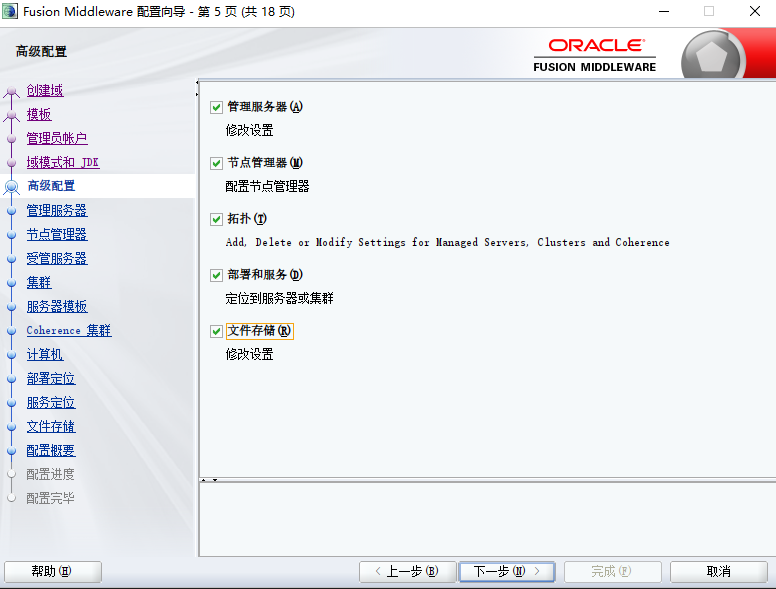 Fusion Middleware 配置向导 - 第 5 页 (共 18 页)
高级配置
ORACLE
FUSION MIDDLEWARE
创建域
模板
管理员帐户
域模式和 JDK
高级配置
管理服务器
节点管理器
受管服务器
集群
服务器模板
Coherence 集群
计算机
部署定位
服务定位
文件存储
配置概要
配置进度
配置完毕
管理服务器(A)
修改设置
节点管理器(M)
配置节点管理器
拓扑(T)
Add, Delete or Modify Settings for Managed Servers, Clusters and Coherence
部署和服务(D)
定位到服务器或集群
文件存储(R)
修改设置
帮助(H)
< 上一步(B)
下一步(N) >
完成(F)
取消